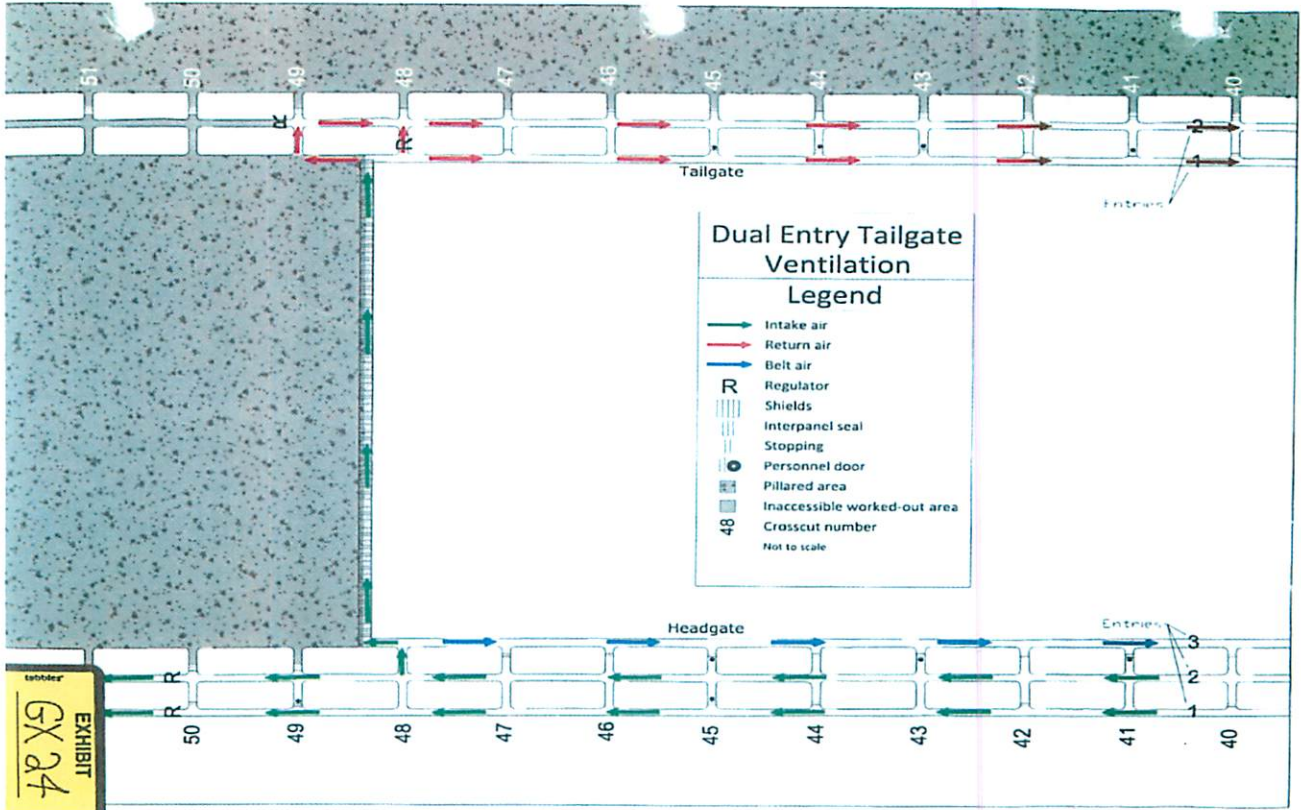 51 50 49 48 47 46 45 44 43 42 41 40
R
R
2
1
Tailgate
Entries
Dual Entry Tailgate
Ventilation
Legend
Intake air
Return air
Belt air
R Regulator
Shields
Interpanel seal
Stopping
Personnel door
Pillared area
Inaccessible worked-out area
48 Crosscut number
Not to scale
Headgate
Entries
3
R 2
R 1
50 49 48 47 46 45 44 43 42 41 40
tabbies®
EXHIBIT
GX 24